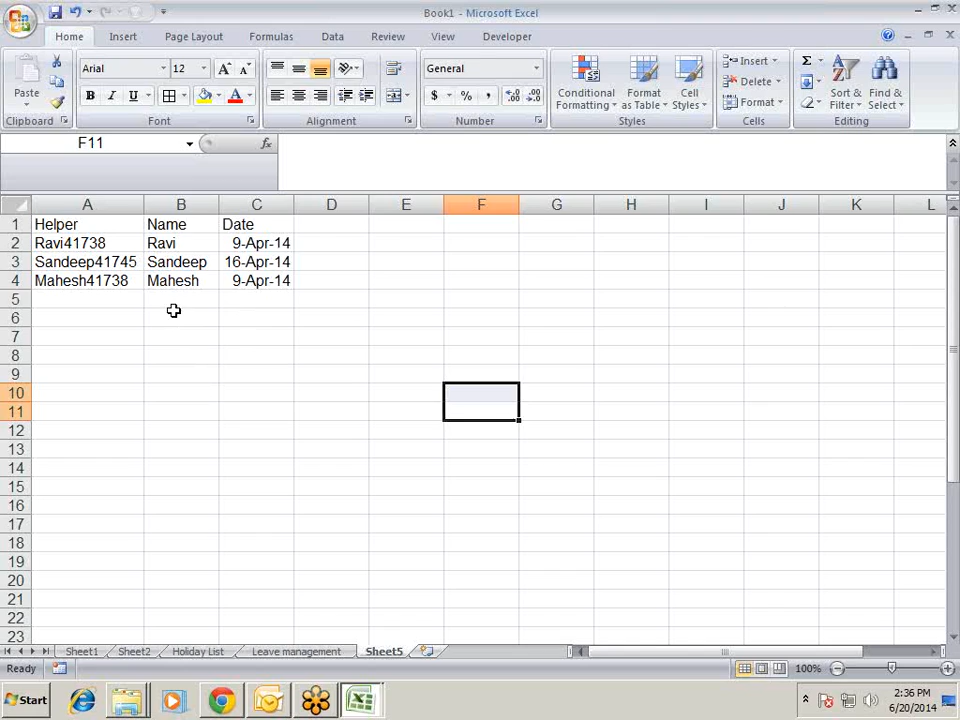 Book1 - Microsoft Excel
Home Insert Page Layout Formulas Data Review View Developer
Paste
Arial 12 A A
B I U A
General
$ % , .00 .0
Conditional Formatting
Format as Table
Cell Styles
Insert
Delete
Format
Σ
Sort & Filter
Find & Select
Clipboard Font Alignment Number Styles Cells Editing
F11 fx
A B C D E F G H I J K L
1 Helper Name Date
2 Ravi41738 Ravi 9-Apr-14
3 Sandeep41745 Sandeep 16-Apr-14
4 Mahesh41738 Mahesh 9-Apr-14
5
6
7
8
9
10
11
12
13
14
15
16
17
18
19
20
21
22
23
Sheet1 Sheet2 Holiday List Leave management Sheet5
Ready 100%
Start
2:36 PM
6/20/2014